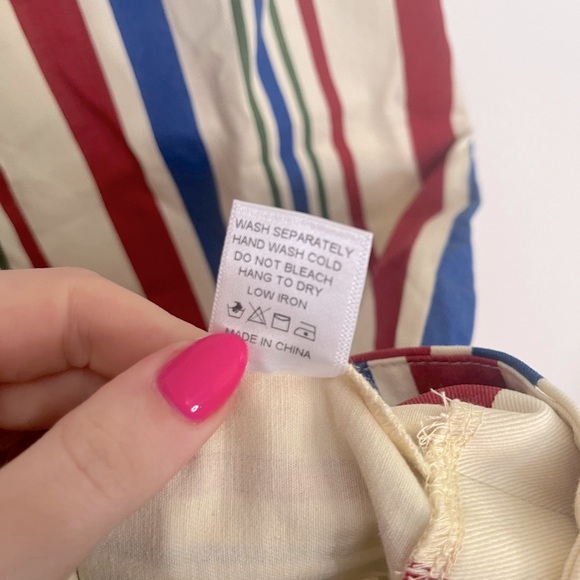 WASH SEPARATELY
HAND WASH COLD
DO NOT BLEACH
HANG TO DRY
LOW IRON
MADE IN CHINA